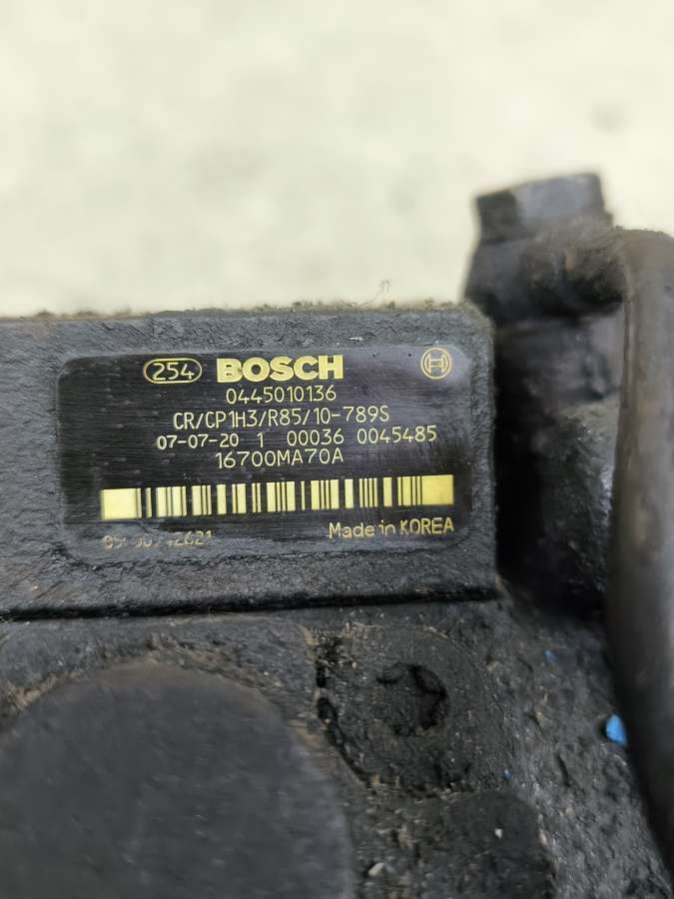 254 BOSCH
0445010136
CR/CP1H3/R85/10-789S
07-07-20 1 00036 0045485
16700MA70A
Made in KOREA